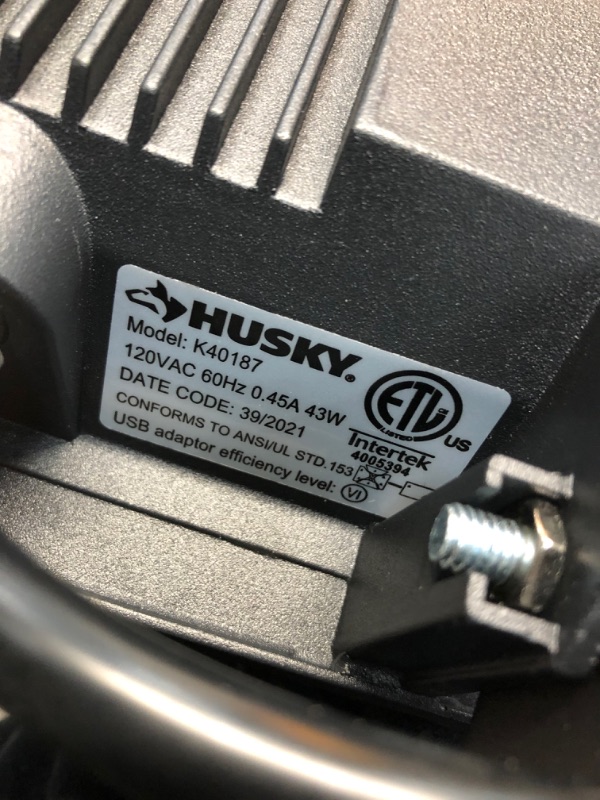 HUSKY®
Model: K40187
120VAC 60Hz 0.45A 43W
DATE CODE: 39/2021
CONFORMS TO ANSI/UL STD.153
USB adaptor efficiency level: VI
ETL
LISTED
US
Intertek
4005394